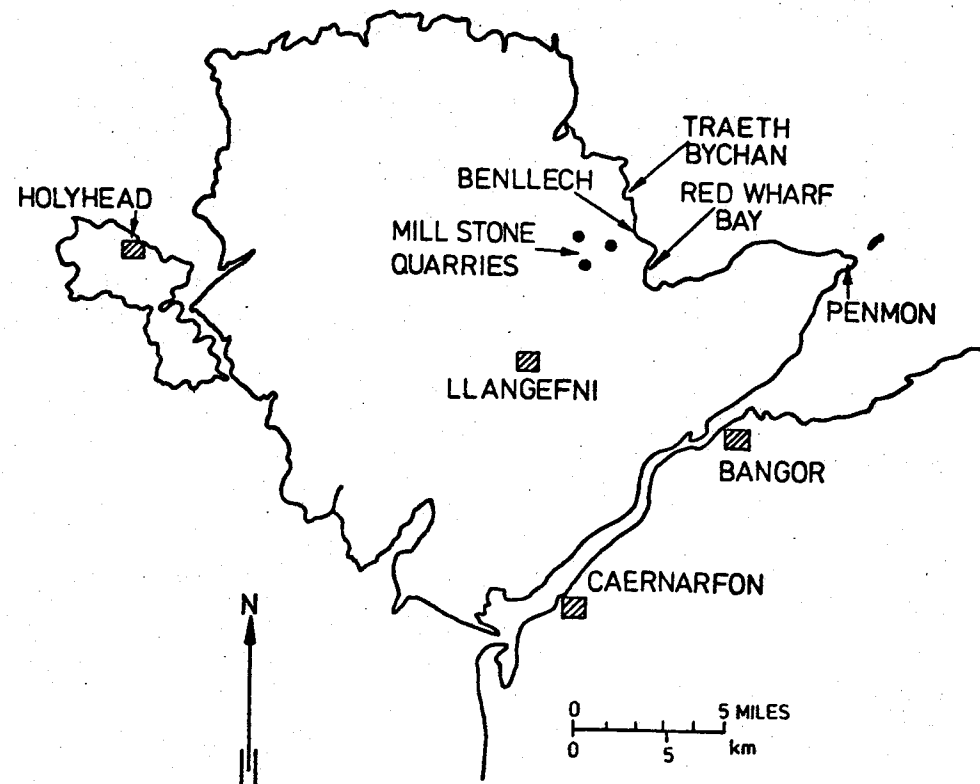 TRAETH
BYCHAN
BENLLECH
RED WHARF
BAY
HOLYHEAD
MILL STONE
QUARRIES
PENMON
LLANGEFNI
BANGOR
CAERNARFON
N
0 5 MILES
0 5 km